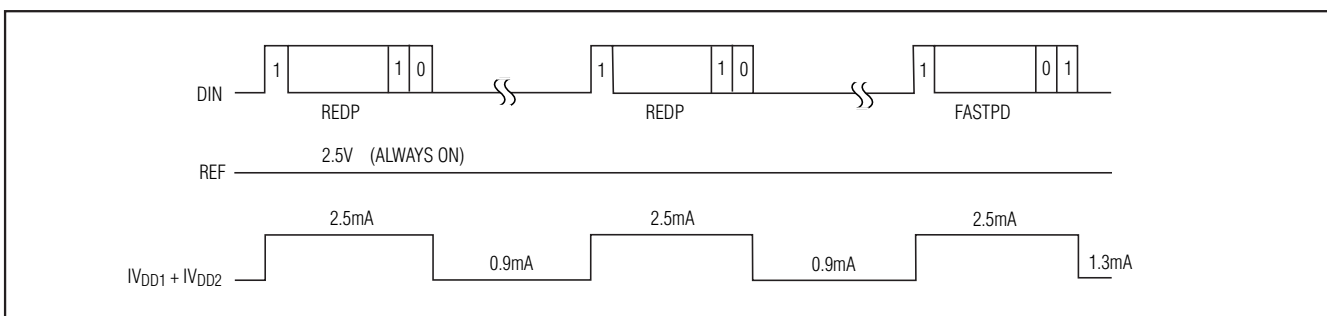 1 1 0 1 1 0 1 0 1
DIN
REDP REDP FASTPD
2.5V (ALWAYS ON)
REF
2.5mA 2.5mA 2.5mA
0.9mA 0.9mA 1.3mA
IVDD1 + IVDD2